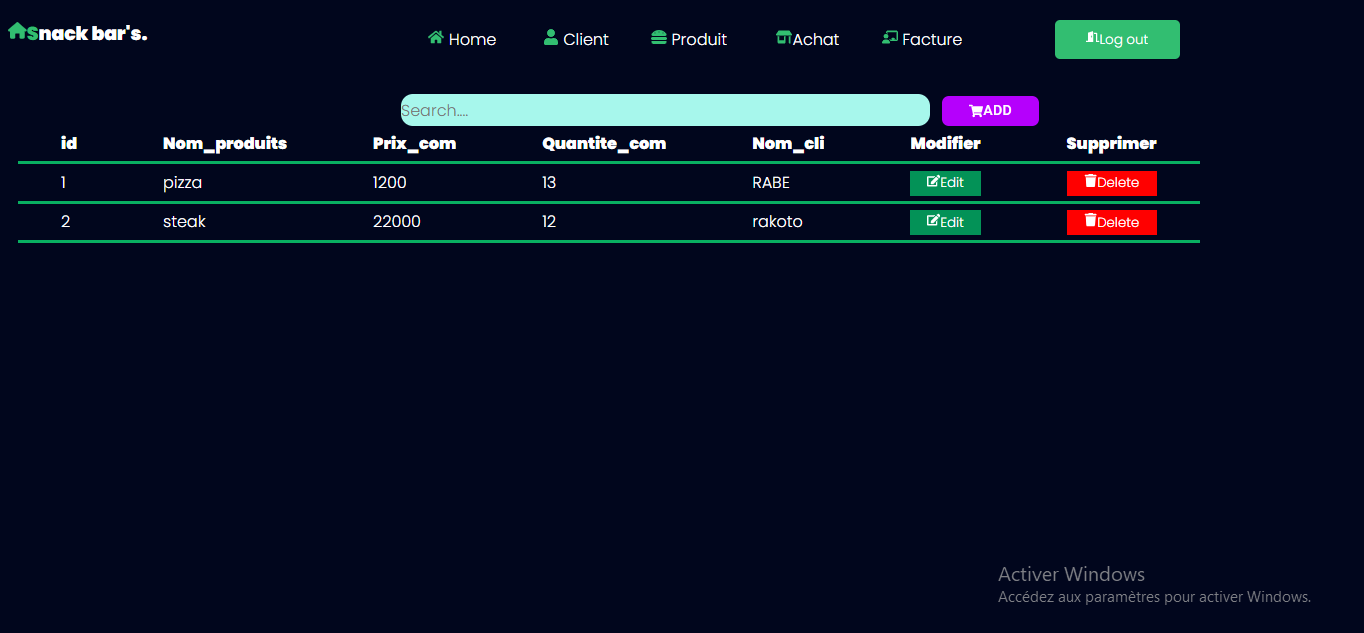 Snack bar's. Home Client Produit Achat Facture Log out
Search.... ADD
id Nom_produits Prix_com Quantite_com Nom_cli Modifier Supprimer
1 pizza 1200 13 RABE Edit Delete
2 steak 22000 12 rakoto Edit Delete
Activer Windows
Accédez aux paramètres pour activer Windows.